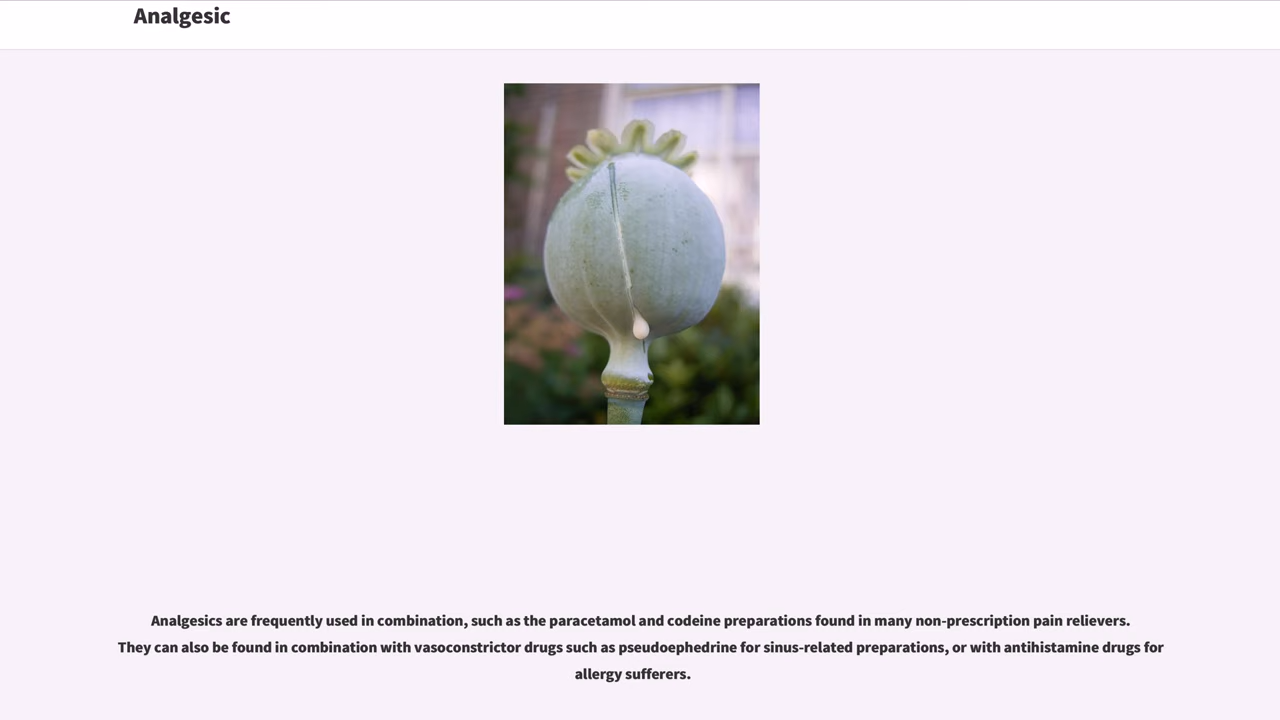 Analgesic
Analgesics are frequently used in combination, such as the paracetamol and codeine preparations found in many non-prescription pain relievers.
They can also be found in combination with vasoconstrictor drugs such as pseudoephedrine for sinus-related preparations, or with antihistamine drugs for
allergy sufferers.